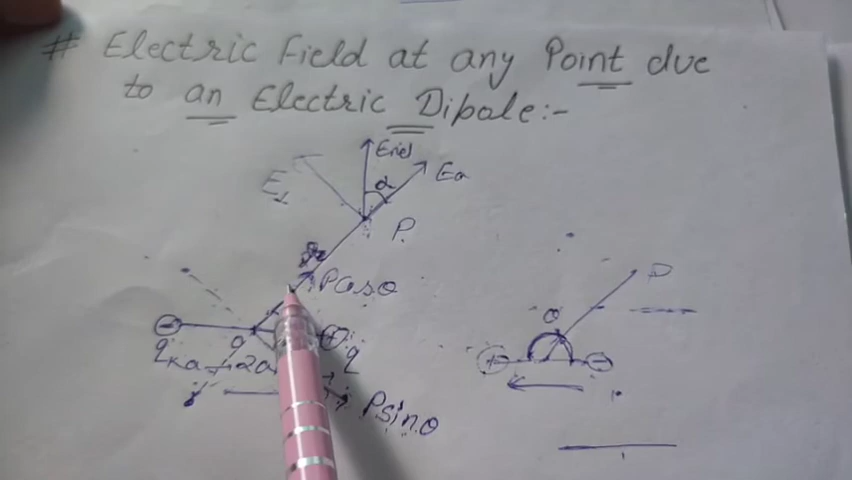 # Electric Field at any Point due
to an Electric Dipole:-
Enet
α
Ea
E⊥
P.
Pcosθ
- 
+
q
O
q
+2a
Psinθ
P
θ
+
-
P